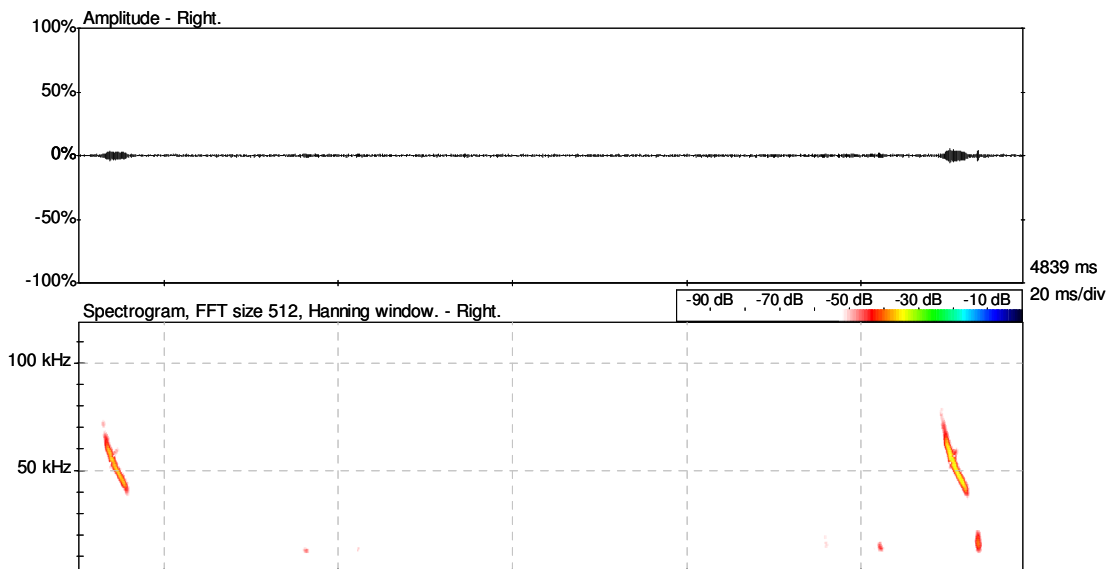 Amplitude - Right.
100%
50%
0%
-50%
-100%
4839 ms
20 ms/div
-90 dB -70 dB -50 dB -30 dB -10 dB
Spectrogram, FFT size 512, Hanning window. - Right.
100 kHz
50 kHz